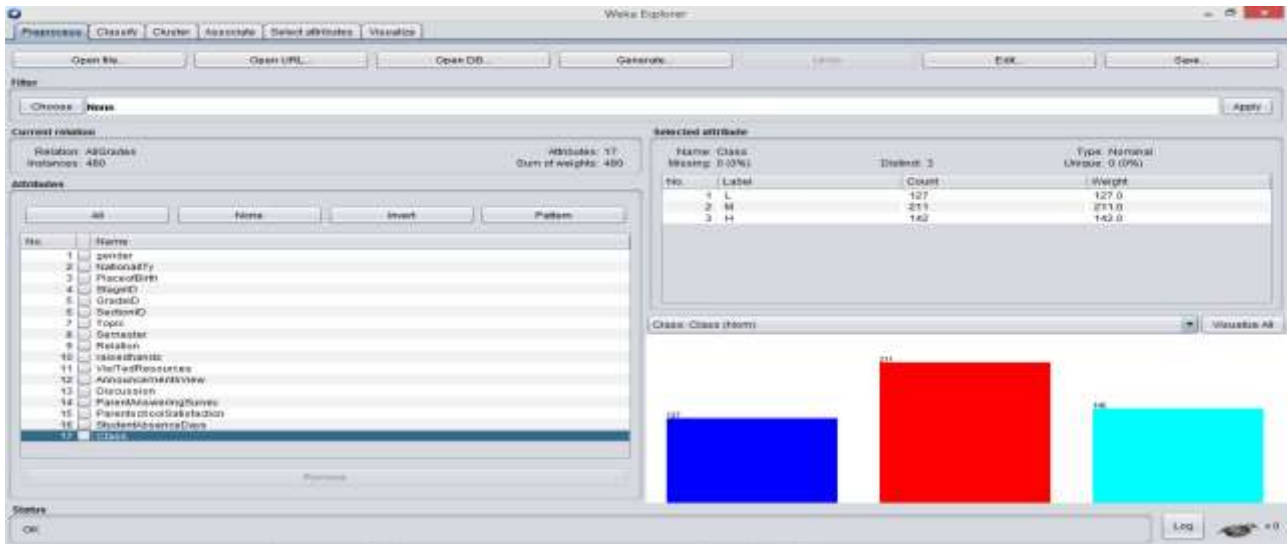 Weka Explorer
Preprocess Classify Cluster Associate Select attributes Visualize
Open file... Open URL... Open DB... Generate... Undo Edit... Save...
Filter
Choose None Apply
Current relation
Relation: AllGrades Attributes: 17
Instances: 480 Sum of weights: 480
Attributes
All None Invert Pattern
No. Name
1 gender
2 NationalITy
3 PlaceofBirth
4 StageID
5 GradeID
6 SectionID
7 Topic
8 Semester
9 Relation
10 raisedhands
11 VisITedResources
12 AnnouncementsView
13 Discussion
14 ParentAnsweringSurvey
15 ParentschoolSatisfaction
16 StudentAbsenceDays
17 Class
Remove
Selected attribute
Name: Class Type: Nominal
Missing: 0 (0%) Distinct: 3 Unique: 0 (0%)
No. Label Count Weight
1 L 127 127.0
2 M 211 211.0
3 H 142 142.0
Class: Class (Nom) Visualize All
211
127
Status
OK
Log x 0